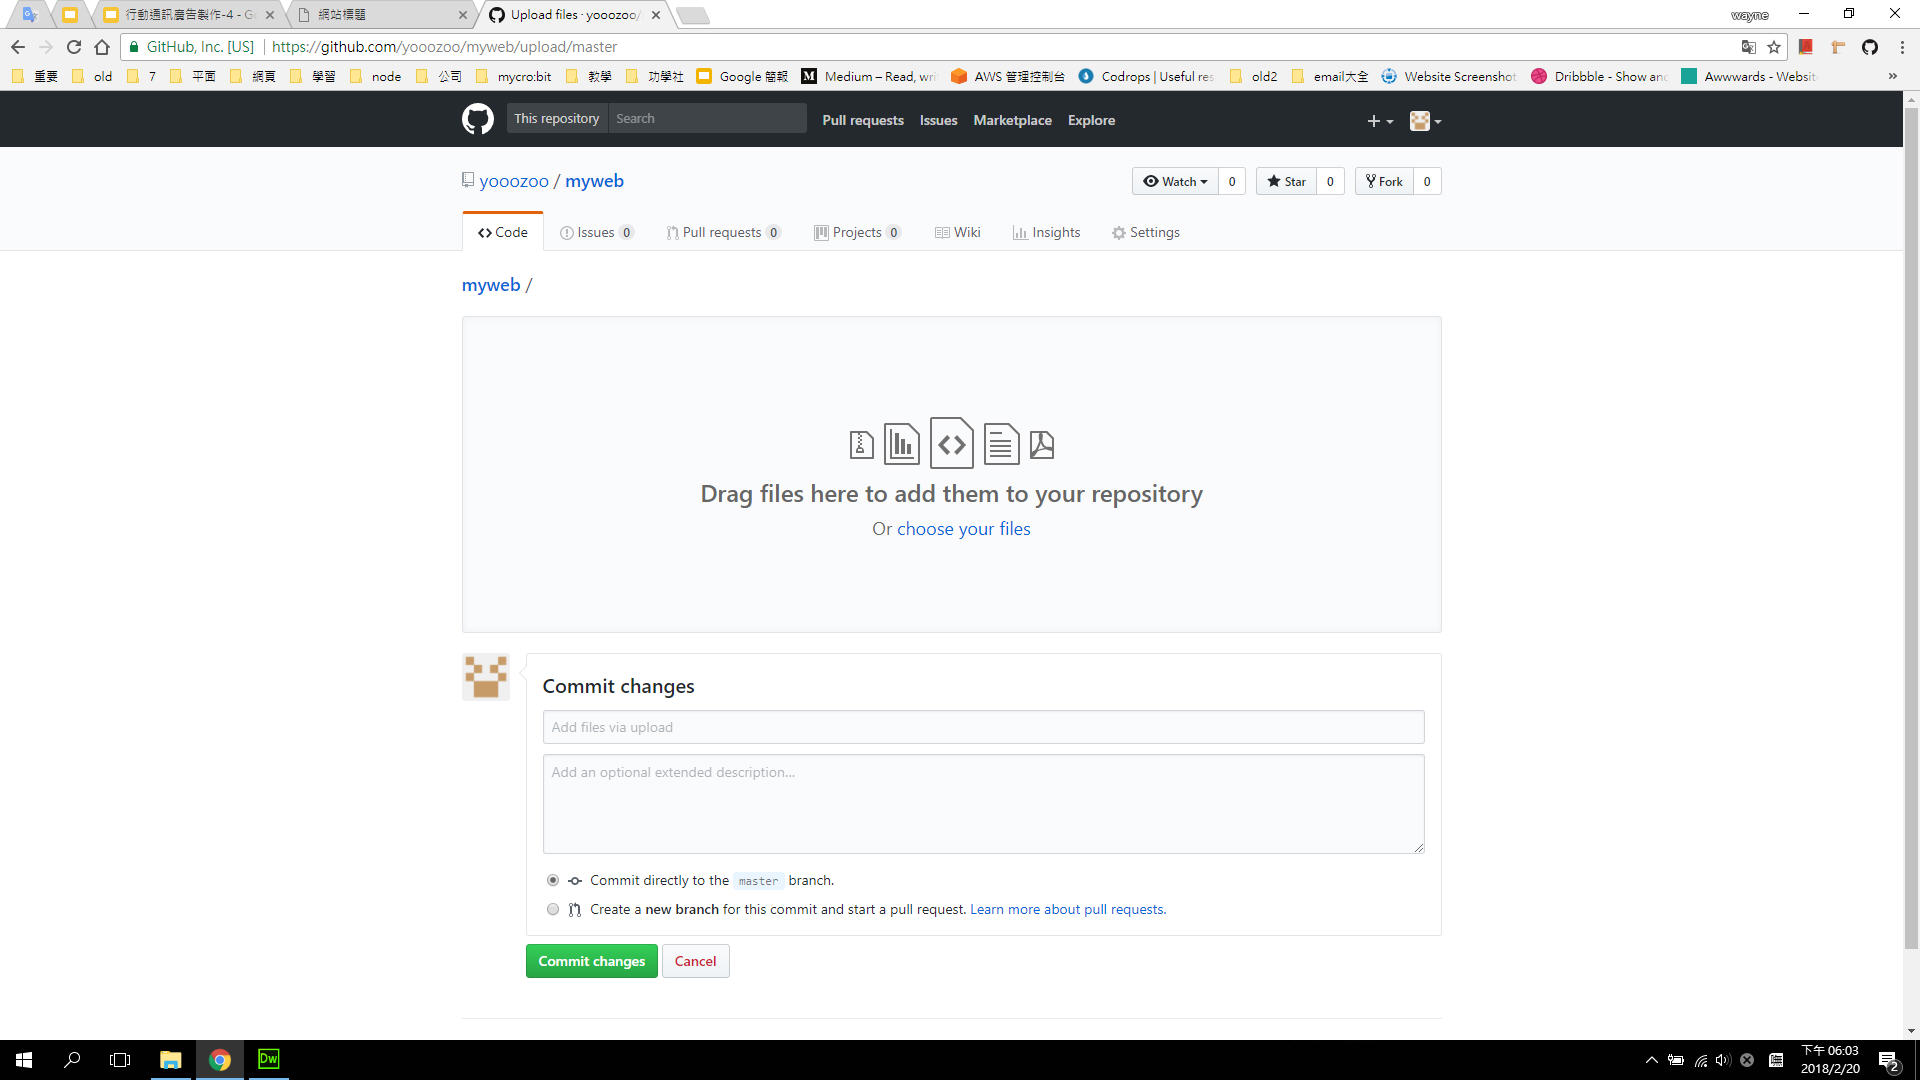 行動通訊廣告製作-4 - Go
網站標題
Upload files · yooozoo/
wayne
GitHub, Inc. [US] | https://github.com/yooozoo/myweb/upload/master
重要 old 7 平面 網頁 學習 node 公司 mycro:bit 教學 功學社 Google 簡報 Medium – Read, wri AWS 管理控制台 Codrops | Useful res old2 email大全 Website Screenshot Dribbble - Show and Awwwards - Websit »
This repository Search Pull requests Issues Marketplace Explore
yooozoo / myweb
Watch 0 Star 0 Fork 0
Code Issues 0 Pull requests 0 Projects 0 Wiki Insights Settings
myweb /
Drag files here to add them to your repository
Or choose your files
Commit changes
Add files via upload
Add an optional extended description...
Commit directly to the master branch.
Create a new branch for this commit and start a pull request. Learn more about pull requests.
Commit changes Cancel
Dw
下午 06:03
2018/2/20
2